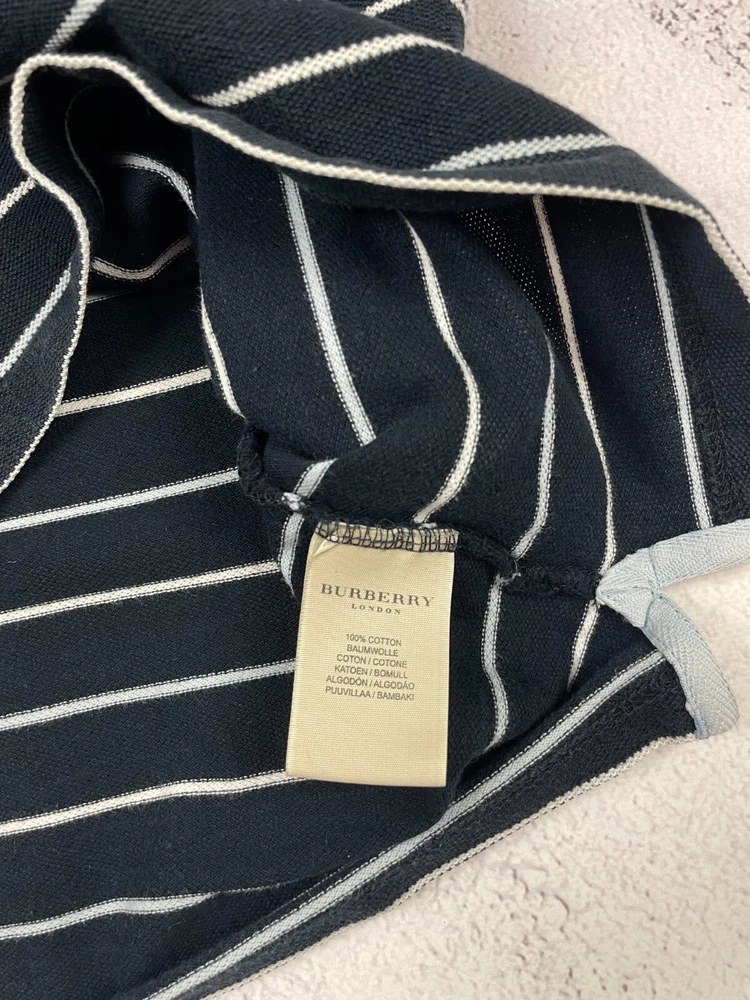 BURBERRY
LONDON
100% COTTON
BAUMWOLLE
COTON / COTONE
KATOEN / BOMULL
ALGODÓN / ALGODÃO
PUUVILLAA / BAMBAKI